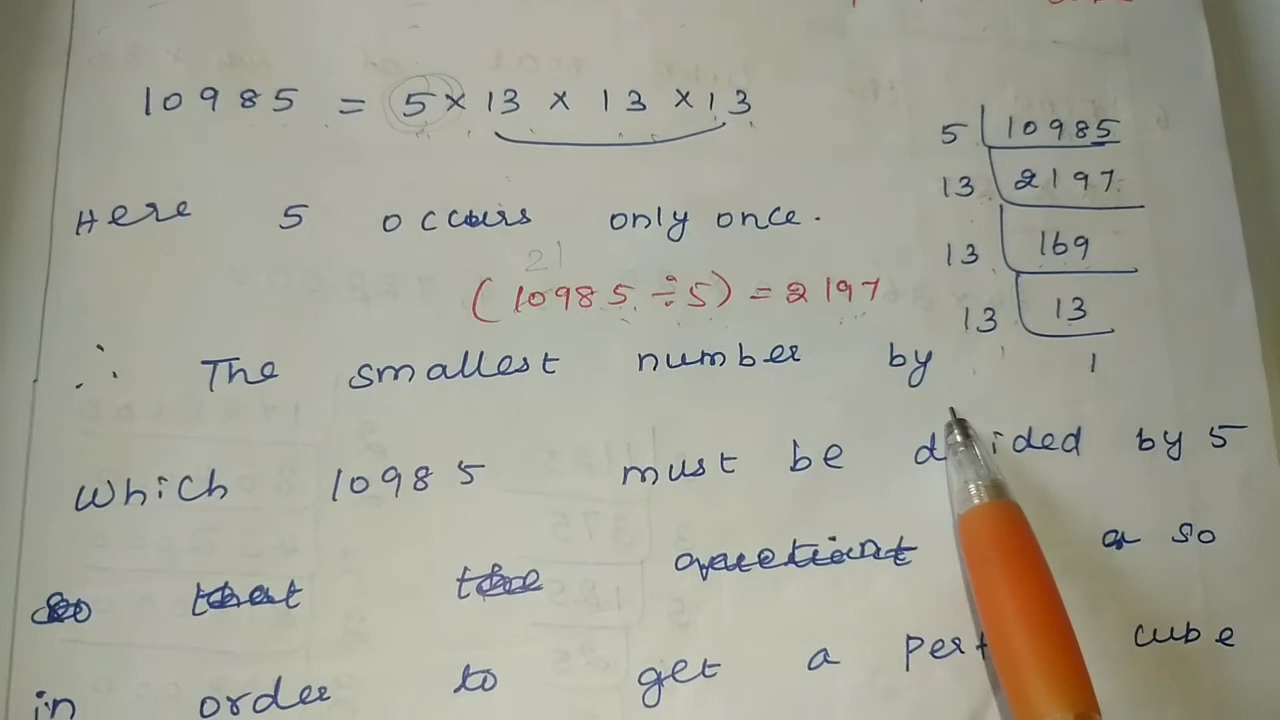 10985 = 5 × 13 × 13 × 13
5 10985
13 2197
13 169
13 13
1
Here 5 occurs only once.
21
(10985 ÷ 5) = 2197
∴ The smallest number by
which 10985 must be divided by 5
so that the quetient a so
in order to get a cube